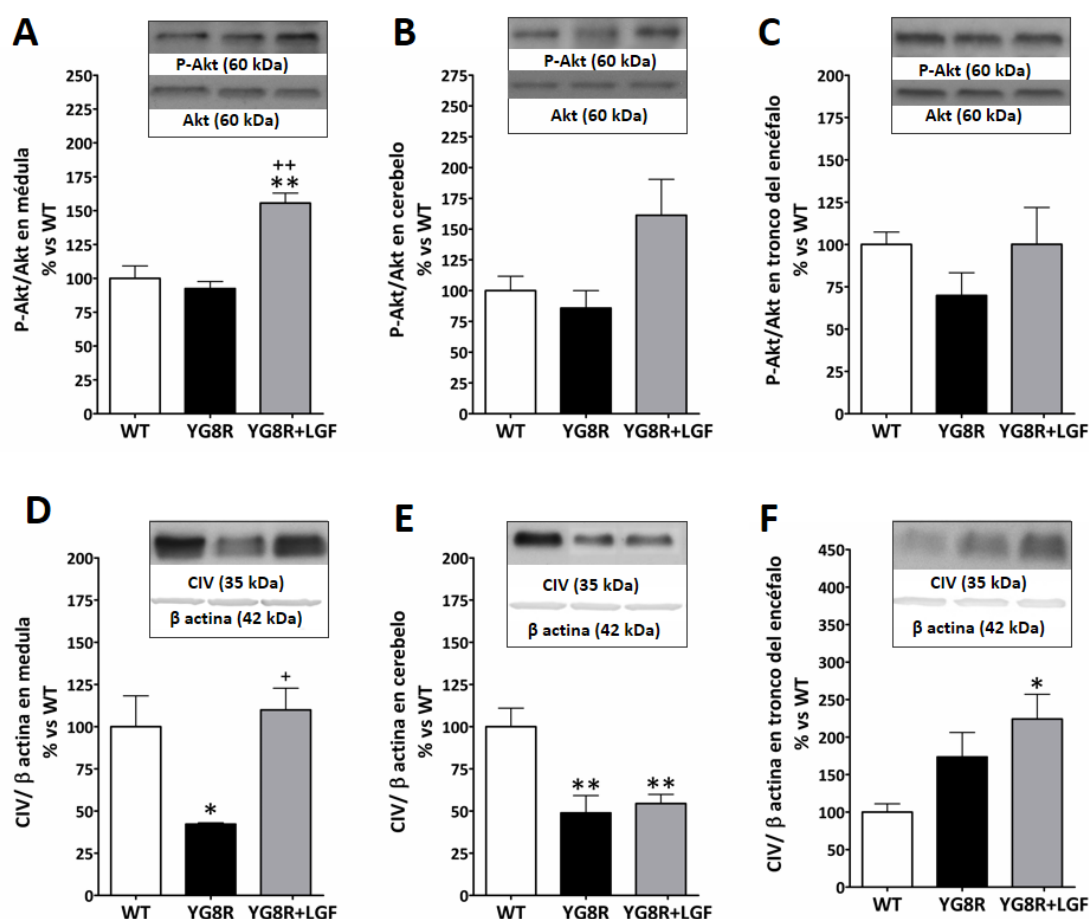 A
P-Akt (60 kDa)
Akt (60 kDa)
P-Akt/Akt en médula
% vs WT
250
225
200
175
150
125
100
75
50
25
0
++
**
WT YG8R YG8R+LGF
B
P-Akt (60 kDa)
Akt (60 kDa)
P-Akt/Akt en cerebelo
% vs WT
275
250
225
200
175
150
125
100
75
50
25
0
WT YG8R YG8R+LGF
C
P-Akt (60 kDa)
Akt (60 kDa)
P-Akt/Akt en tronco del encéfalo
% vs WT
200
175
150
125
100
75
50
25
0
WT YG8R YG8R+LGF
D
CIV (35 kDa)
β actina (42 kDa)
CIV/ β actina en medula
% vs WT
200
175
150
125
100
75
50
25
0
*
+
WT YG8R YG8R+LGF
E
CIV (35 kDa)
β actina (42 kDa)
CIV/ β actina en cerebelo
% vs WT
200
175
150
125
100
75
50
25
0
**
**
WT YG8R YG8R+LGF
F
CIV (35 kDa)
β actina (42 kDa)
CIV/ β actina en tronco del encéfalo
% vs WT
450
400
350
300
250
200
150
100
50
0
*
WT YG8R YG8R+LGF